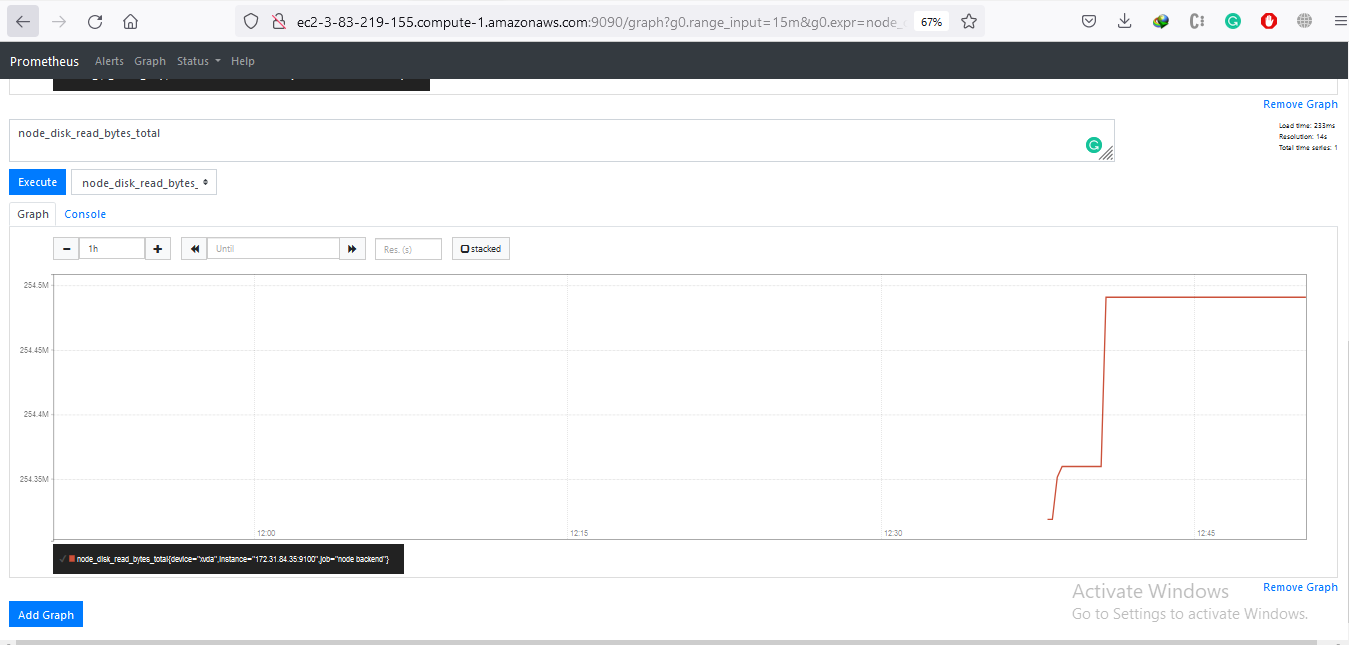 ec2-3-83-219-155.compute-1.amazonaws.com:9090/graph?g0.range_input=15m&g0.expr=node_ 67%
Prometheus Alerts Graph Status Help
Remove Graph
node_disk_read_bytes_total
Load time: 233ms
Resolution: 14s
Total time series: 1
Execute node_disk_read_bytes_
Graph Console
− 1h + Until Res. (s) stacked
254.5M
254.45M
254.4M
254.35M
12:00 12:15 12:30 12:45
✓ node_disk_read_bytes_total{device="xvda",instance="172.31.84.35:9100",job="node backend"}
Remove Graph
Activate Windows
Go to Settings to activate Windows.
Add Graph